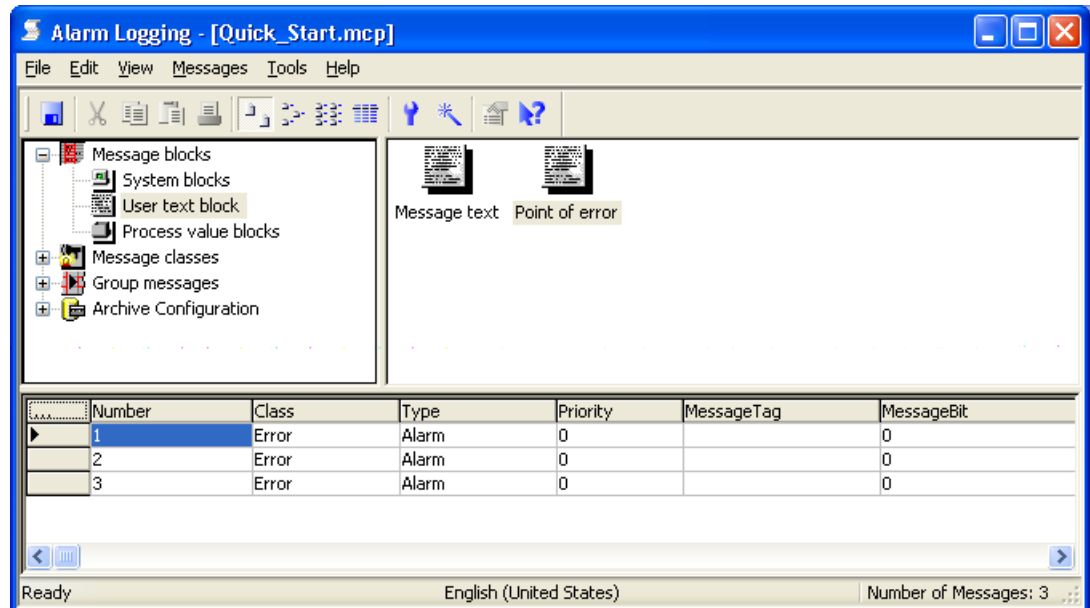 Alarm Logging - [Quick_Start.mcp]
File Edit View Messages Tools Help
Message blocks
System blocks
User text block
Process value blocks
Message classes
Group messages
Archive Configuration
Message text Point of error
........ Number Class Type Priority MessageTag MessageBit
1 Error Alarm 0 0
2 Error Alarm 0 0
3 Error Alarm 0 0
Ready English (United States) Number of Messages: 3